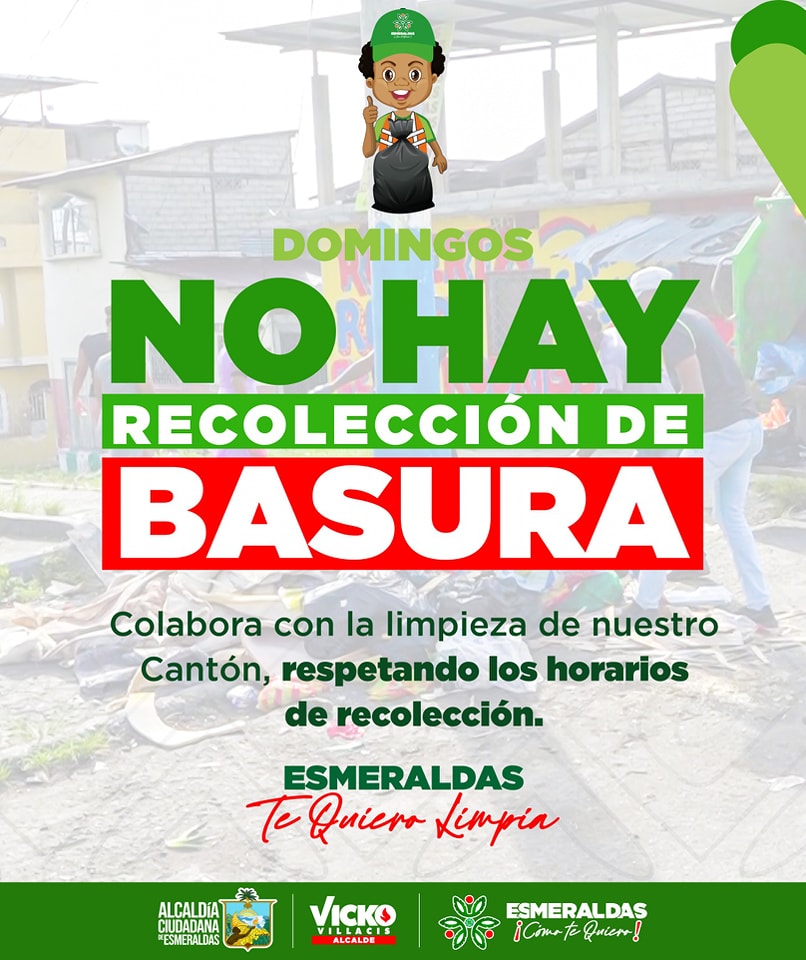 DOMINGOS
NO HAY
RECOLECCIÓN DE
BASURA
Colabora con la limpieza de nuestro
Cantón, respetando los horarios
de recolección.
ESMERALDAS
Te Quiero Limpia
ALCALDÍA
CIUDADANA
DE ESMERALDAS
VICKO
VILLACIS
ALCALDE
ESMERALDAS
¡Cómo te Quiero!